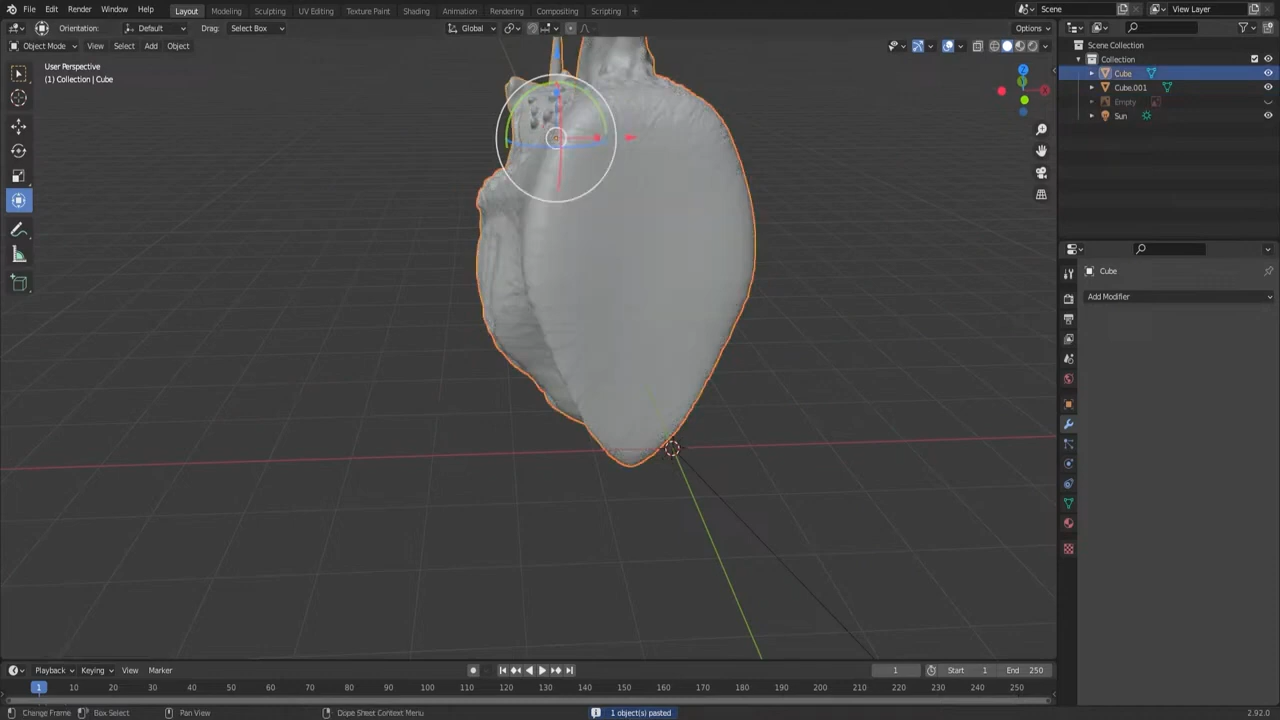 File Edit Render Window Help Layout Modeling Sculpting UV Editing Texture Paint Shading Animation Rendering Compositing Scripting + Scene View Layer
Orientation: Default Drag: Select Box Global Options
Object Mode View Select Add Object
User Perspective
(1) Collection | Cube
Z
Y
X
Scene Collection
Collection
Cube
Cube.001
Empty
Sun
Cube
Add Modifier
Playback Keying View Marker 1 Start 1 End 250
1 10 20 30 40 50 60 70 80 90 100 110 120 130 140 150 160 170 180 190 200 210 220 230 240 250
Change Frame Box Select Pan View Dope Sheet Context Menu 1 object(s) pasted 2.92.0